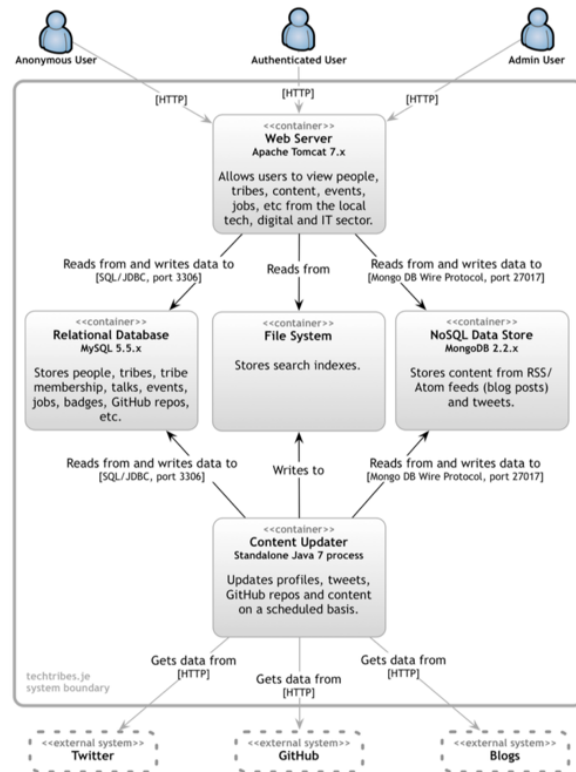 Anonymous User
Authenticated User
Admin User
[HTTP]
[HTTP]
[HTTP]
<<container>>
Web Server
Apache Tomcat 7.x
Allows users to view people,
tribes, content, events,
jobs, etc from the local
tech, digital and IT sector.
Reads from and writes data to
[SQL/JDBC, port 3306]
Reads from
Reads from and writes data to
[Mongo DB Wire Protocol, port 27017]
<<container>>
Relational Database
MySQL 5.5.x
Stores people, tribes, tribe
membership, talks, events,
jobs, badges, GitHub repos,
etc.
<<container>>
File System
Stores search indexes.
<<container>>
NoSQL Data Store
MongoDB 2.2.x
Stores content from RSS/
Atom feeds (blog posts)
and tweets.
Reads from and writes data to
[SQL/JDBC, port 3306]
Writes to
Reads from and writes data to
[Mongo DB Wire Protocol, port 27017]
<<container>>
Content Updater
Standalone Java 7 process
Updates profiles, tweets,
GitHub repos and content
on a scheduled basis.
Gets data from
[HTTP]
Gets data from
[HTTP]
Gets data from
[HTTP]
techtribes.je
system boundary
<<external system>>
Twitter
<<external system>>
GitHub
<<external system>>
Blogs